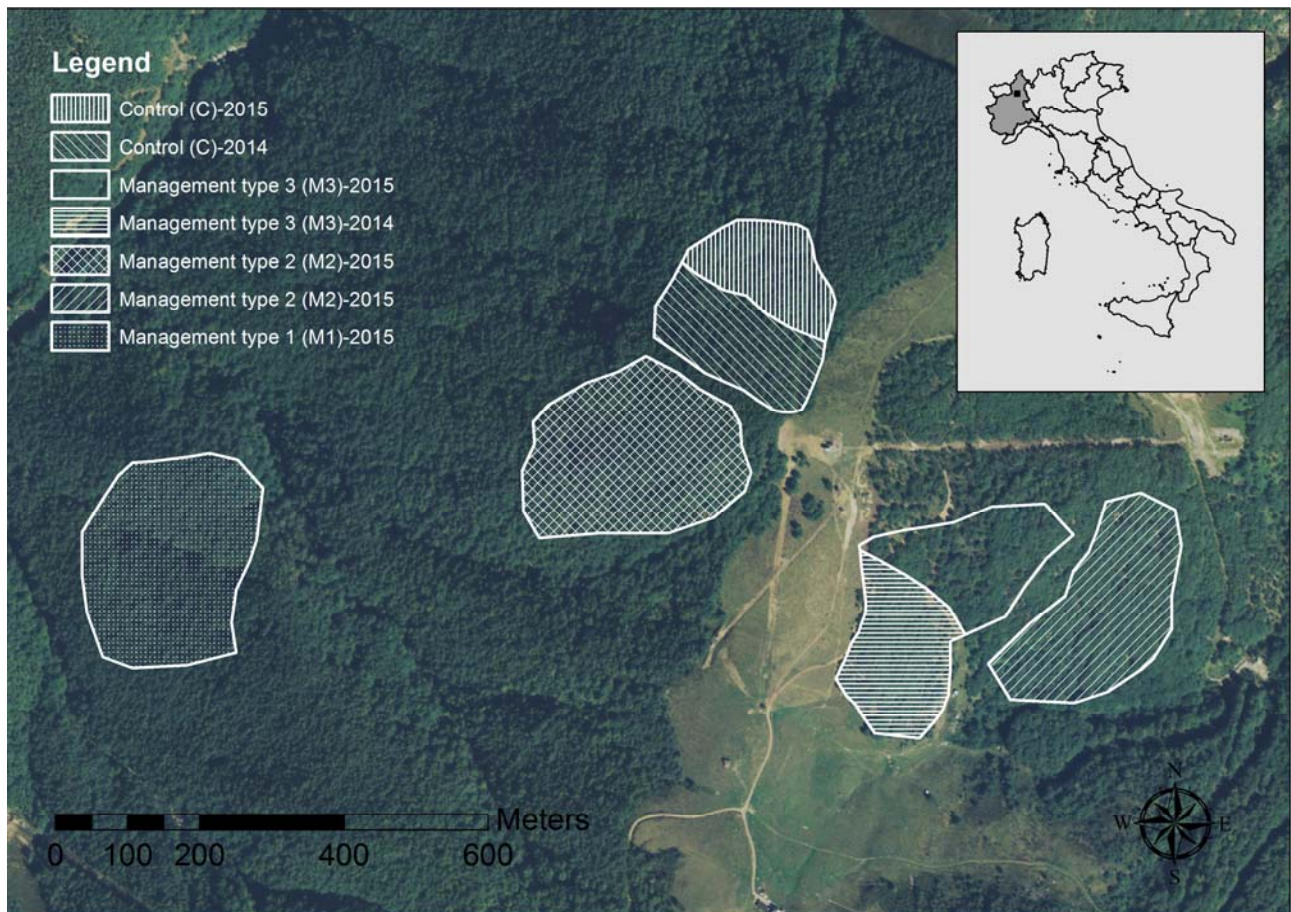 Legend
Control (C)-2015
Control (C)-2014
Management type 3 (M3)-2015
Management type 3 (M3)-2014
Management type 2 (M2)-2015
Management type 2 (M2)-2015
Management type 1 (M1)-2015
Meters
0 100 200 400 600
N
W E
S